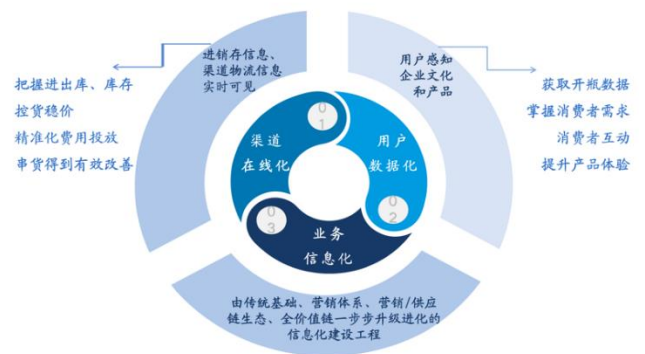 进销存信息、
渠道物流信息
实时可见
用户感知
企业文化
和产品
把握进出库、库存
控货稳价
精准化费用投放
串货得到有效改善
获取开瓶数据
掌握消费者需求
消费者互动
提升产品体验
01
渠道
在线化
用户
数据化
02
03
业务
信息化
由传统基础、营销体系、营销/供应
链生态、全价值链一步步升级进化的
信息化建设工程